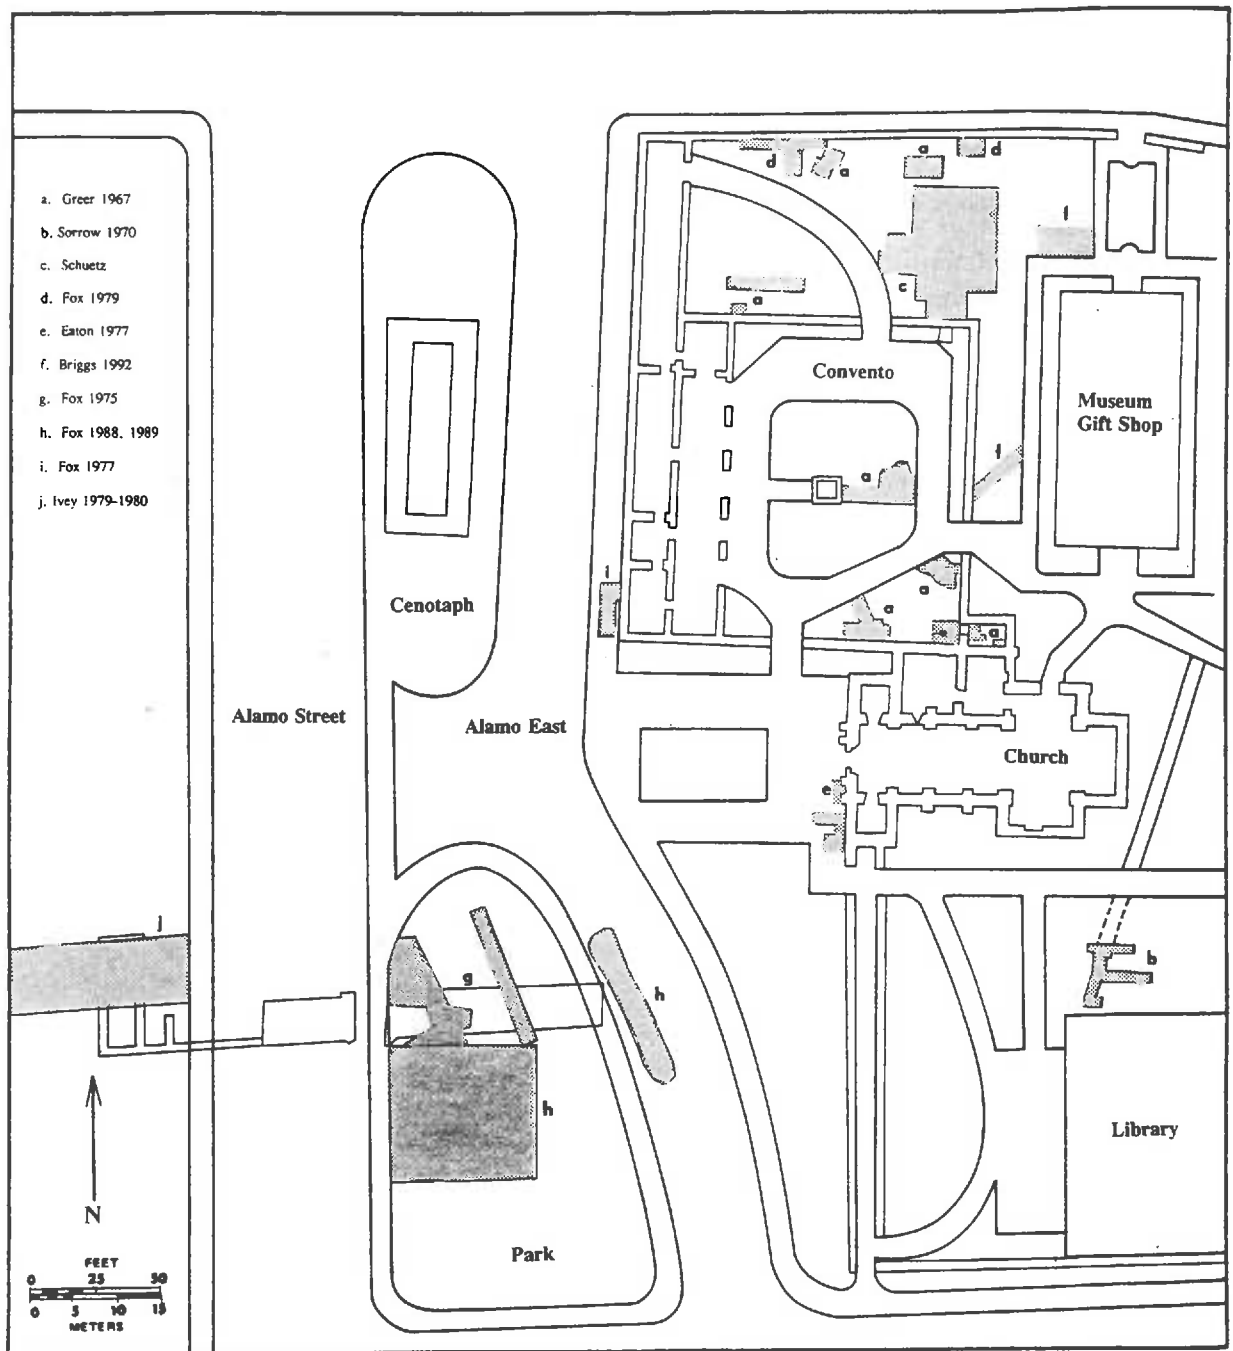 a. Greer 1967
b. Sorrow 1970
c. Schuetz
d. Fox 1979
e. Eaton 1977
f. Briggs 1992
g. Fox 1975
h. Fox 1988, 1989
i. Fox 1977
j. Ivey 1979-1980
d
a
a
d
f
a
c
Convento
Museum
Gift Shop
a
f
i
Cenotaph
a
a
e
a
Alamo Street
Alamo East
Church
e
j
g
h
b
h
Library
N
Park
FEET
0 25 50
0 5 10 15
METERS